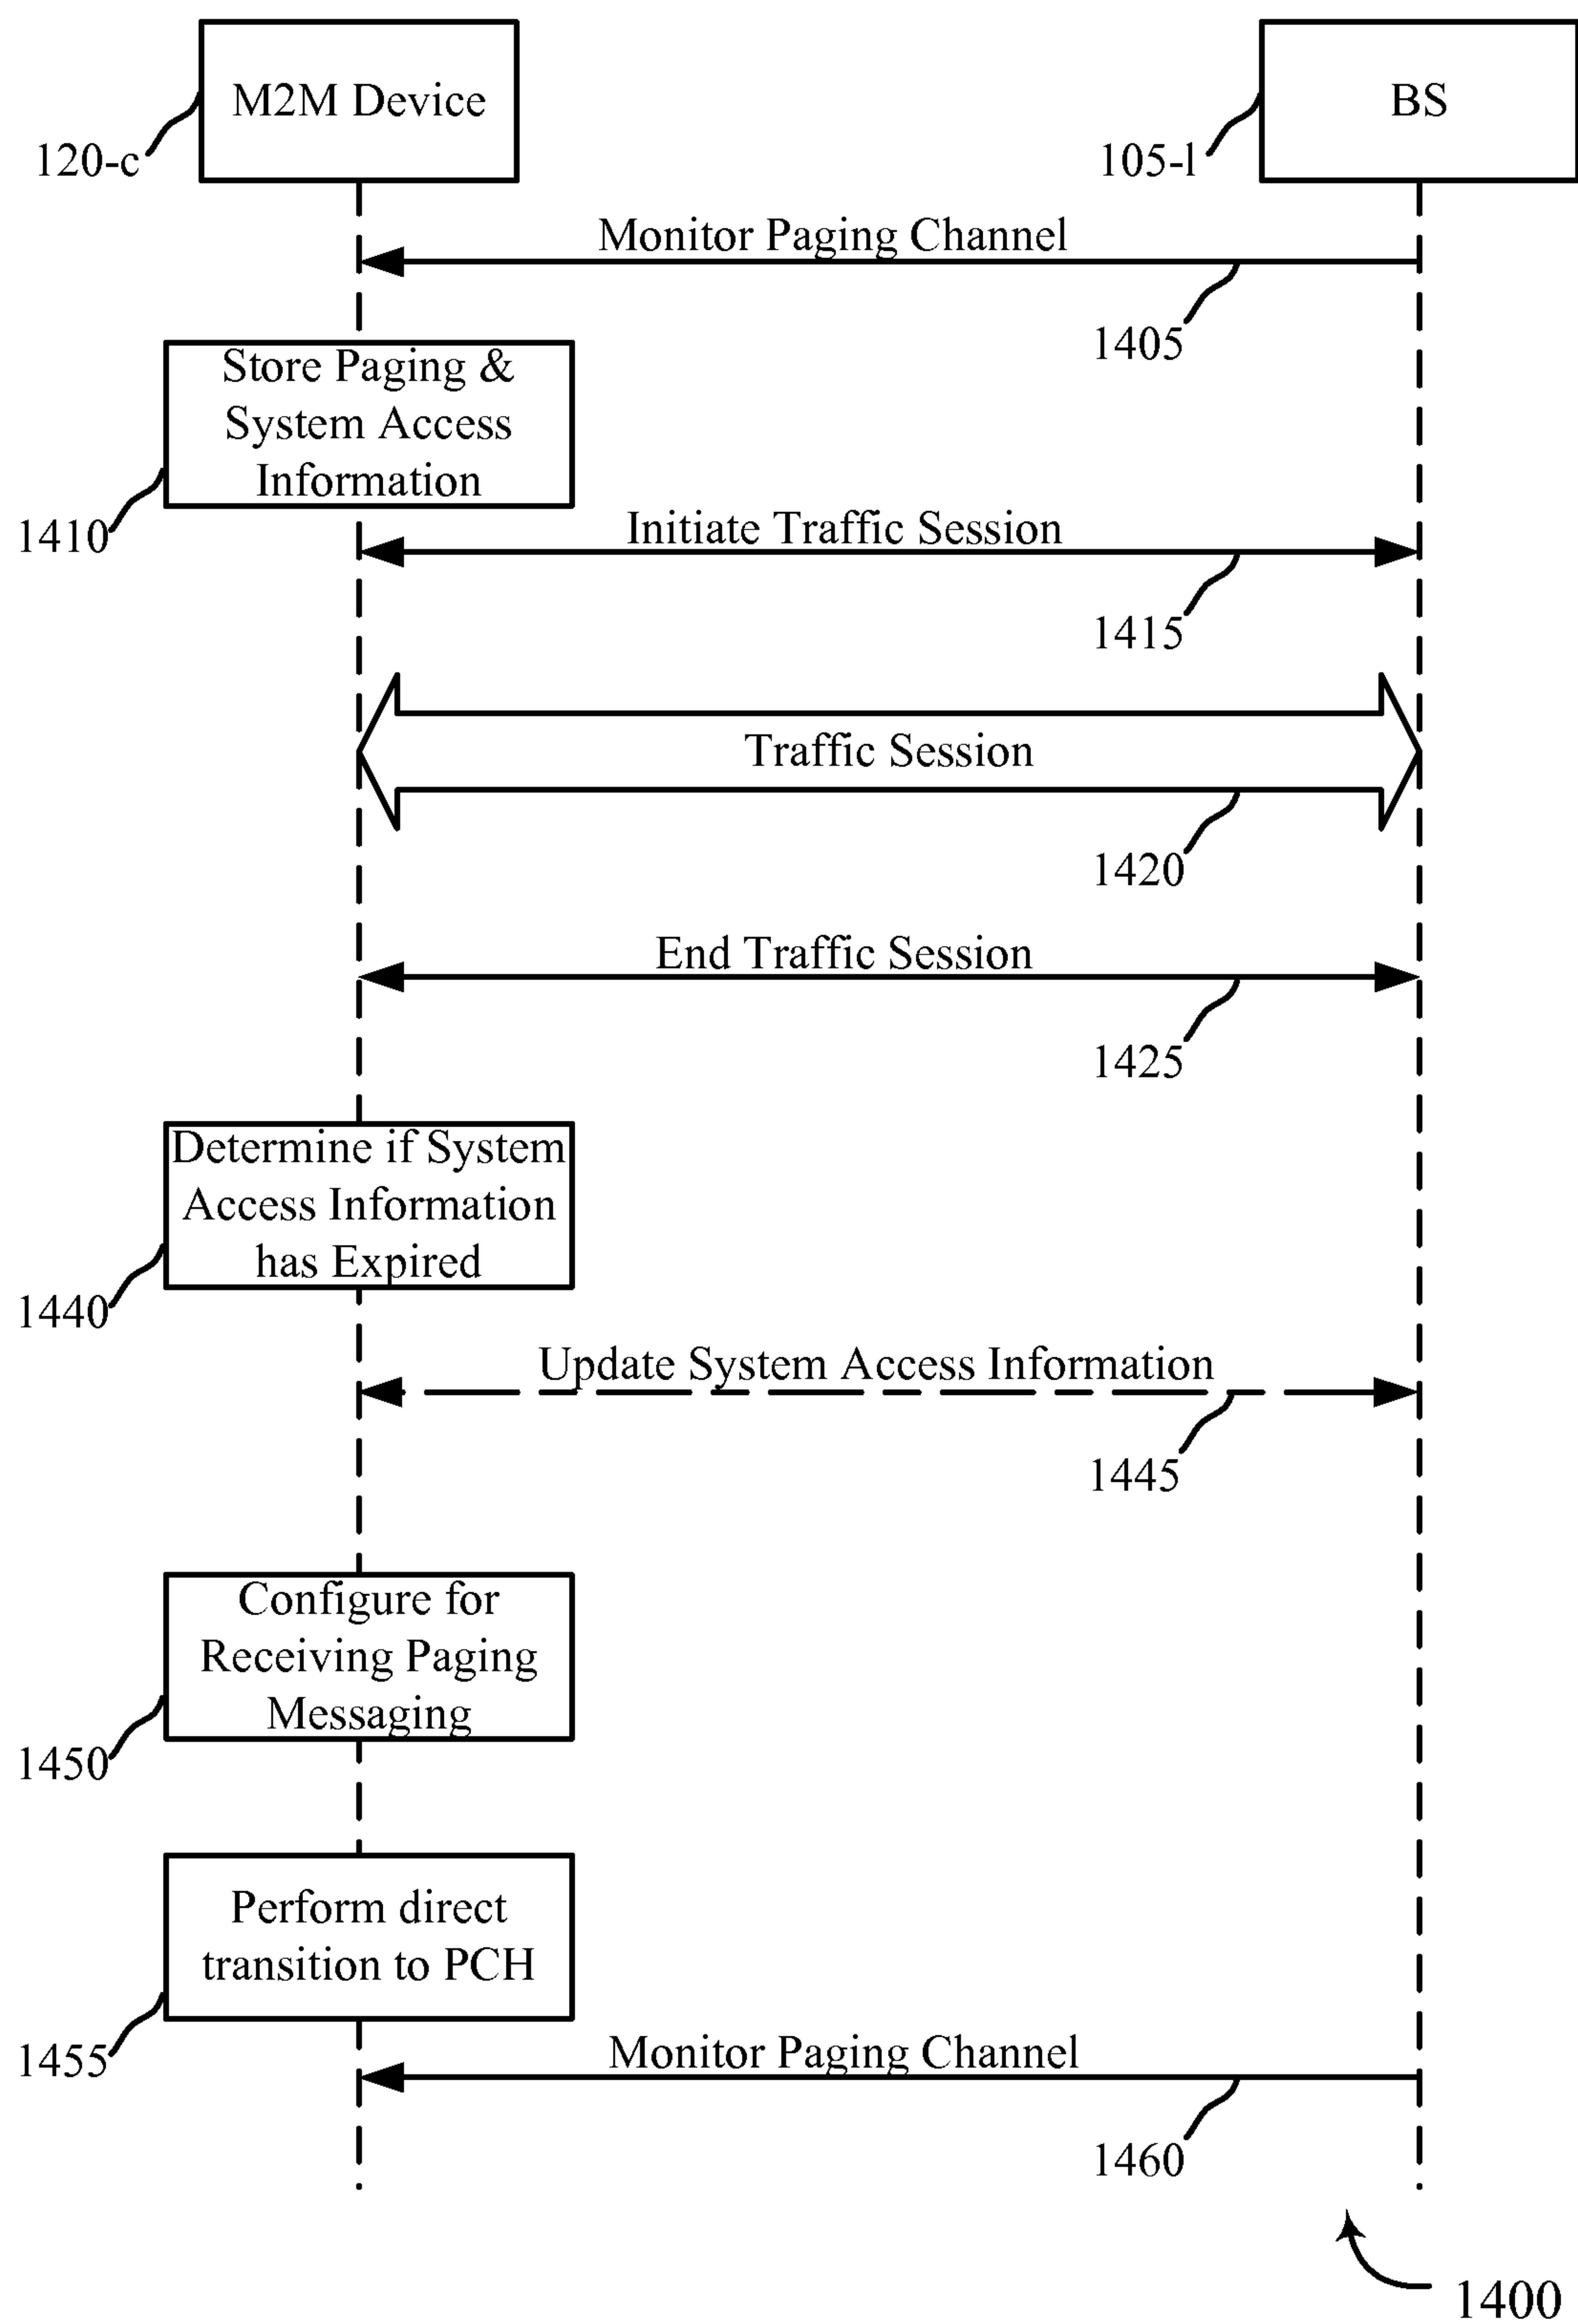 M2M Device
BS
120-c
105-l
Monitor Paging Channel
1405
Store Paging &
System Access
Information
1410
Initiate Traffic Session
1415
Traffic Session
1420
End Traffic Session
1425
Determine if System
Access Information
has Expired
1440
Update System Access Information
1445
Configure for
Receiving Paging
Messaging
1450
Perform direct
transition to PCH
1455
Monitor Paging Channel
1460
1400